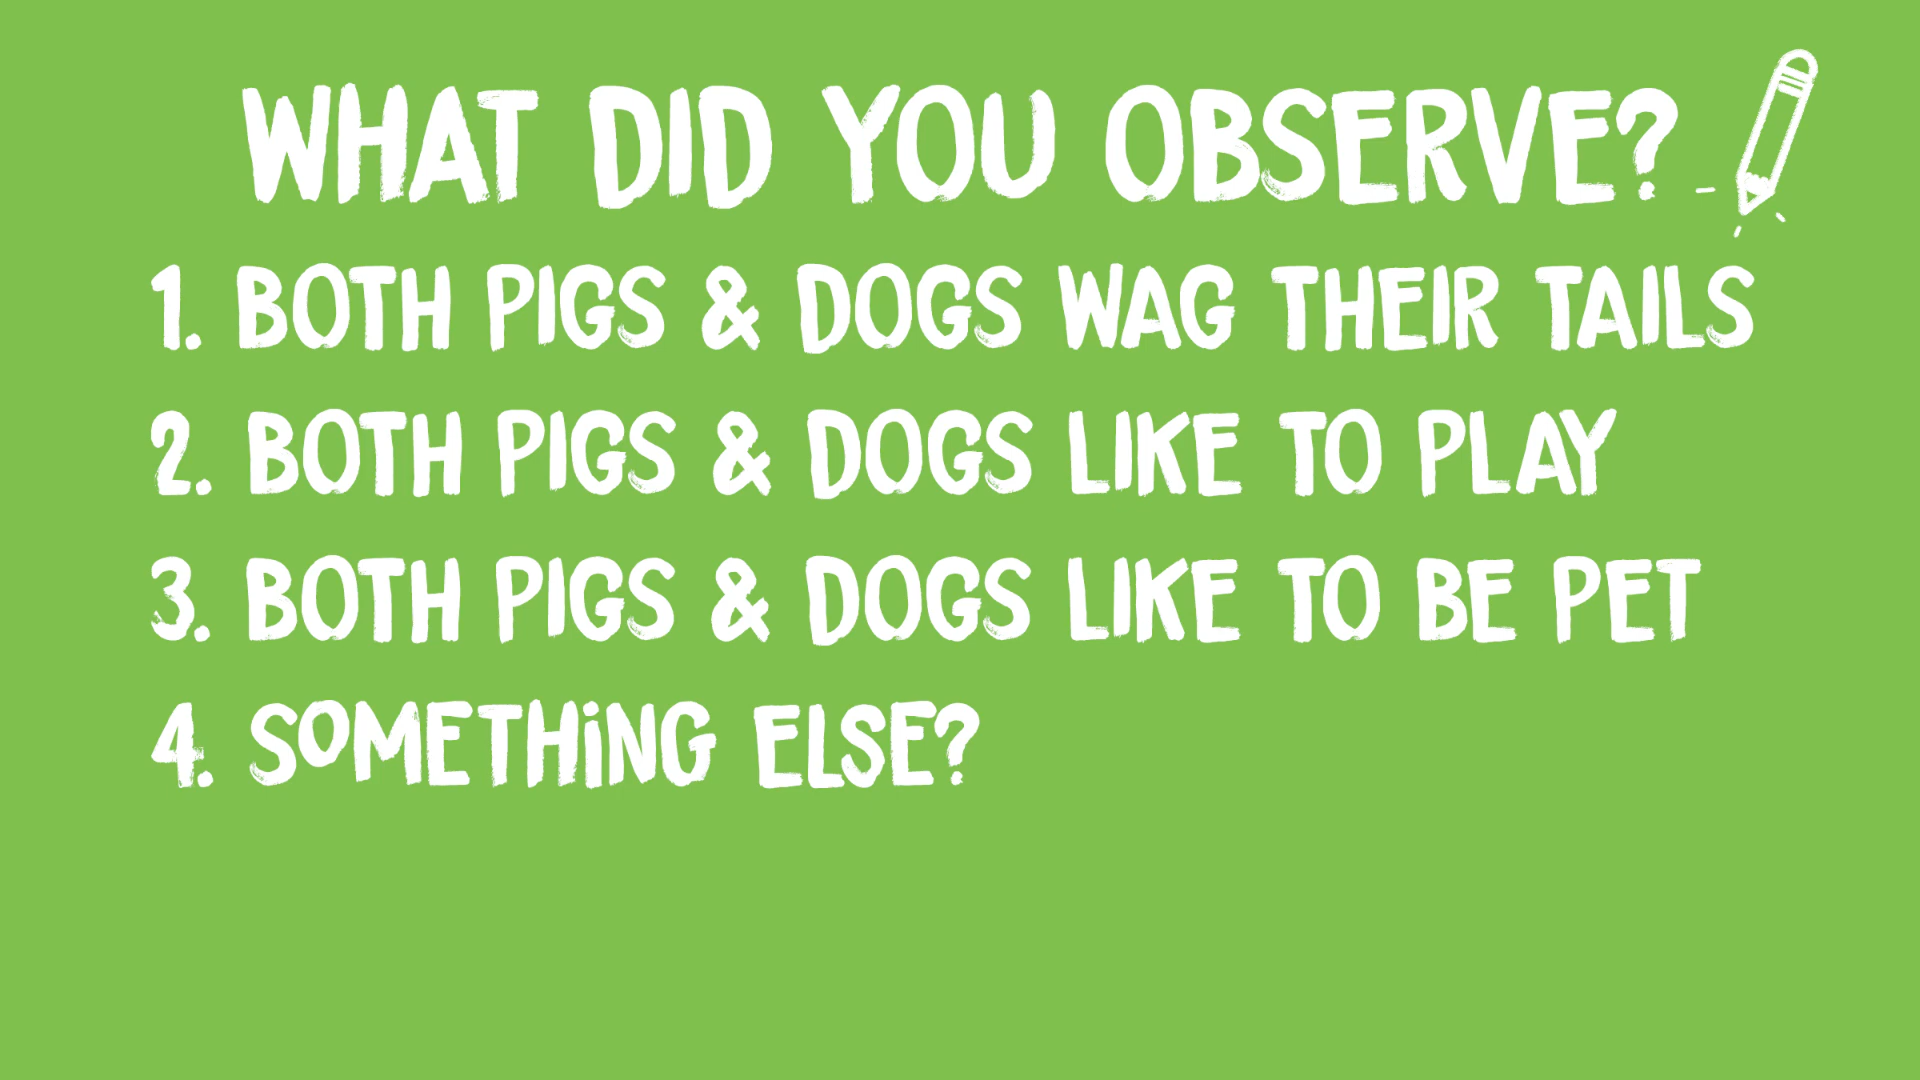 WHAT DID YOU OBSERVE?
1. BOTH PIGS & DOGS WAG THEIR TAILS
2. BOTH PIGS & DOGS LIKE TO PLAY
3. BOTH PIGS & DOGS LIKE TO BE PET
4. SOMETHING ELSE?